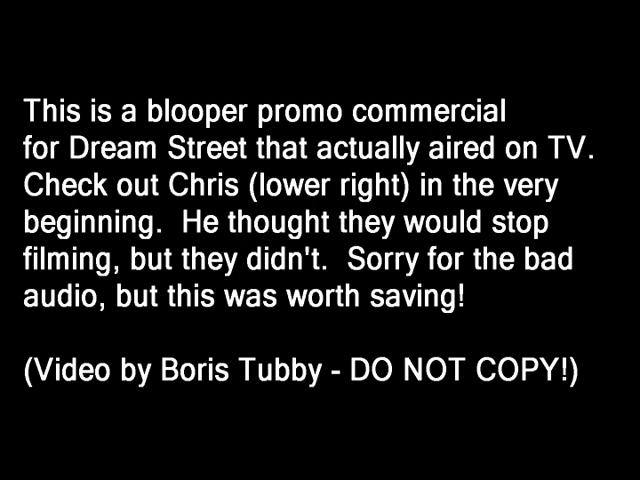 This is a blooper promo commercial
for Dream Street that actually aired on TV.
Check out Chris (lower right) in the very
beginning.  He thought they would stop
filming, but they didn't.  Sorry for the bad
audio, but this was worth saving!
(Video by Boris Tubby - DO NOT COPY!)